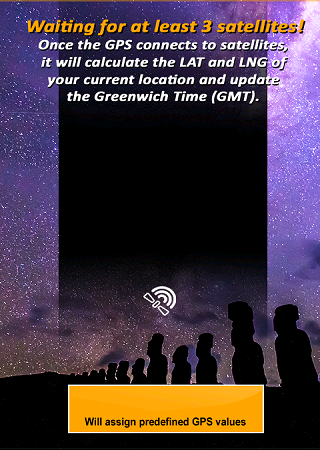 Waiting for at least 3 satellites!
Once the GPS connects to satellites,
it will calculate the LAT and LNG of
your current location and update
the Greenwich Time (GMT).
Will assign predefined GPS values